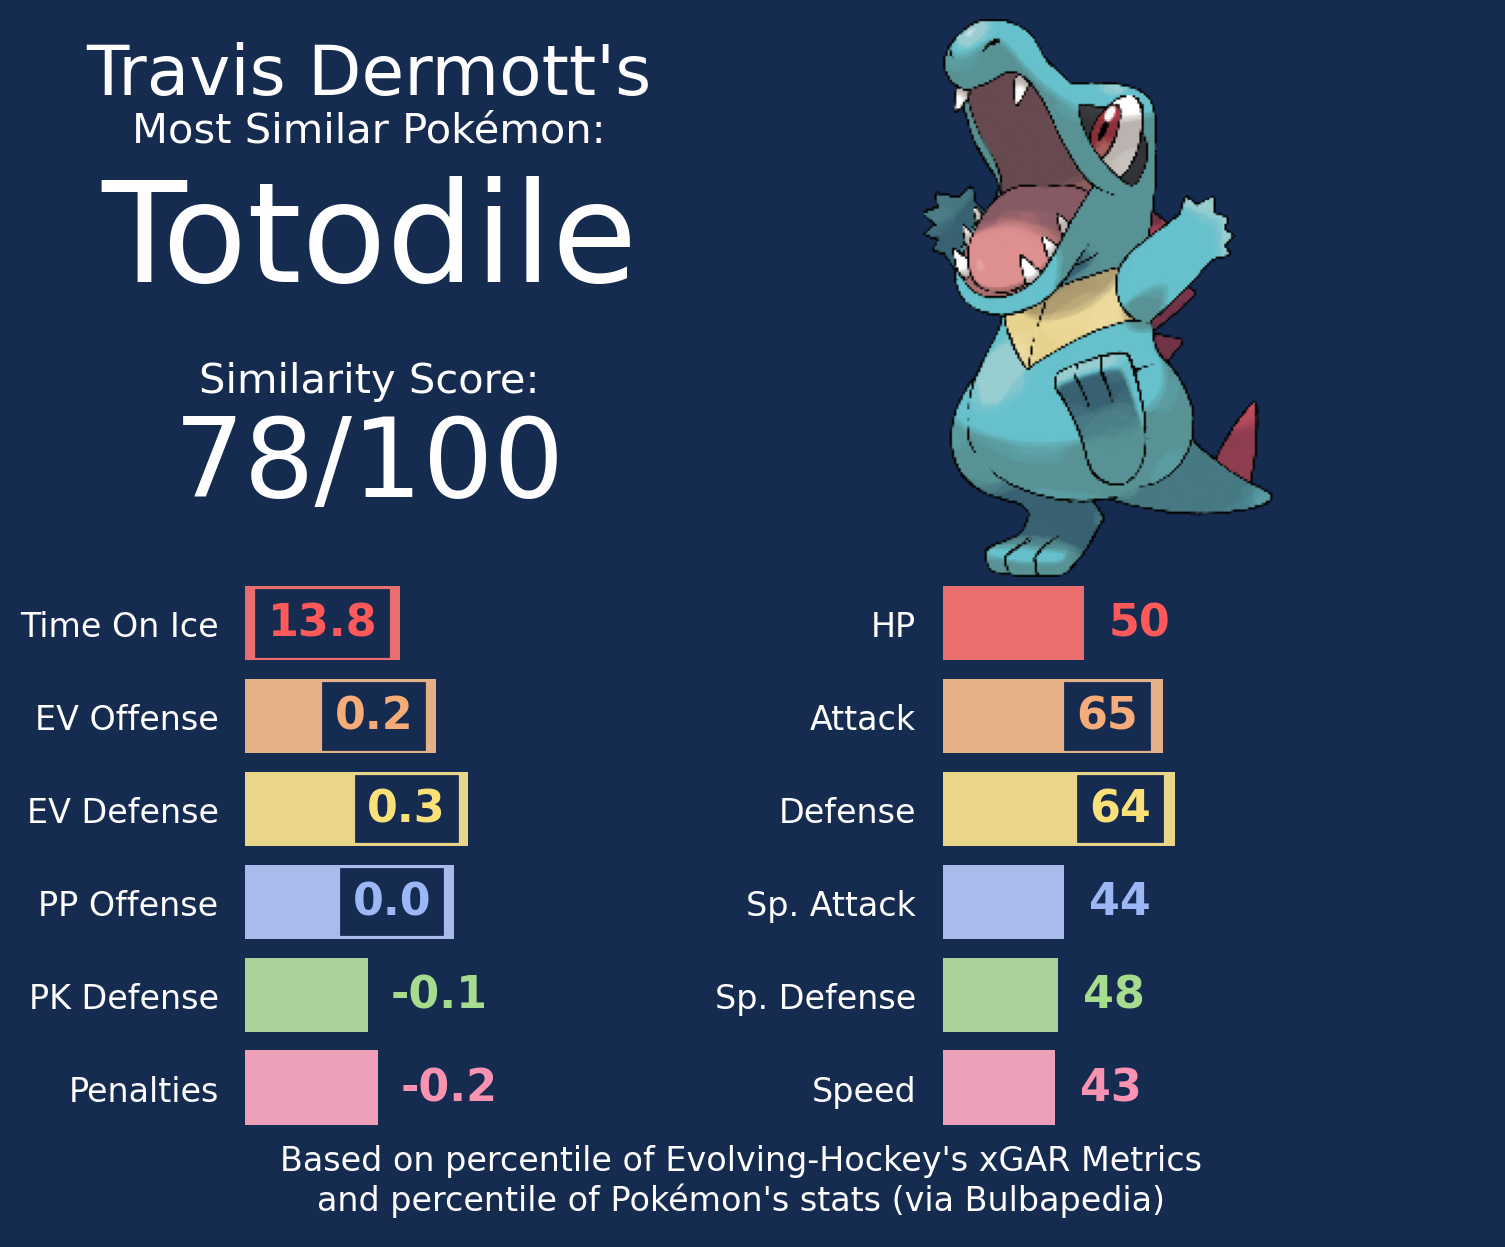 Travis Dermott's
Most Similar Pokémon:
Totodile
Similarity Score:
78/100
Time On Ice 13.8
EV Offense 0.2
EV Defense 0.3
PP Offense 0.0
PK Defense -0.1
Penalties -0.2
HP 50
Attack 65
Defense 64
Sp. Attack 44
Sp. Defense 48
Speed 43
Based on percentile of Evolving-Hockey's xGAR Metrics
and percentile of Pokémon's stats (via Bulbapedia)